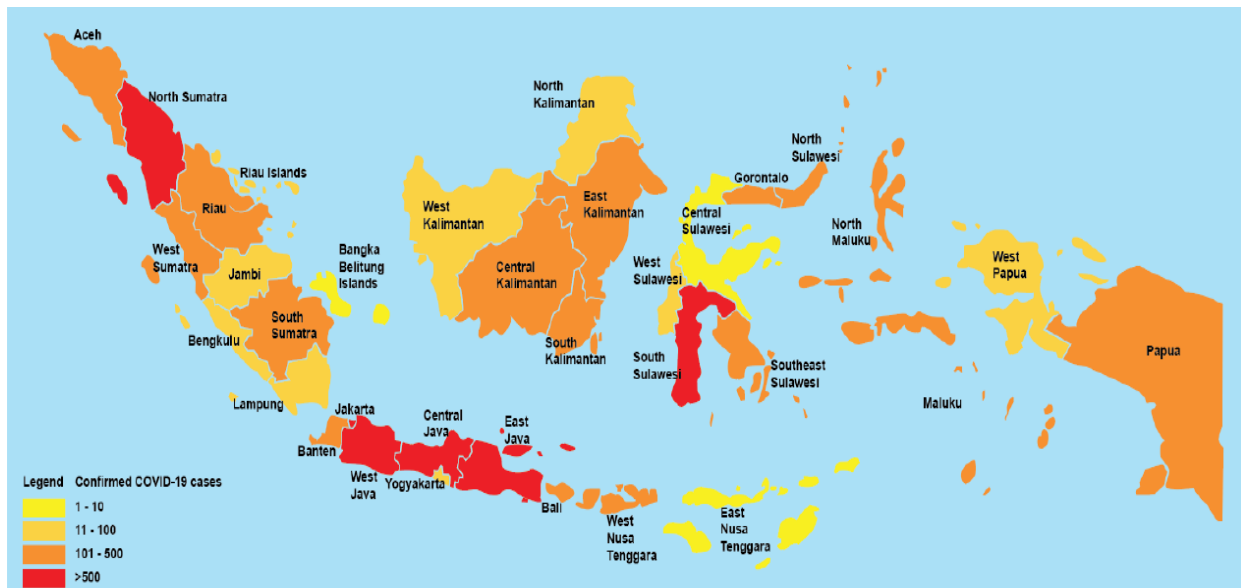 Aceh
North Sumatra
Riau Islands
Riau
West
Sumatra
Jambi
Bangka
Belitung
Islands
South
Sumatra
Bengkulu
Lampung
Jakarta
Banten
West
Java
Central
Java
Yogyakarta
East
Java
Bali
West
Nusa
Tenggara
East
Nusa
Tenggara
North
Kalimantan
West
Kalimantan
East
Kalimantan
Central
Kalimantan
South
Kalimantan
North
Sulawesi
Gorontalo
Central
Sulawesi
West
Sulawesi
South
Sulawesi
Southeast
Sulawesi
North
Maluku
Maluku
West
Papua
Papua
Legend Confirmed COVID-19 cases
1 - 10
11 - 100
101 - 500
>500